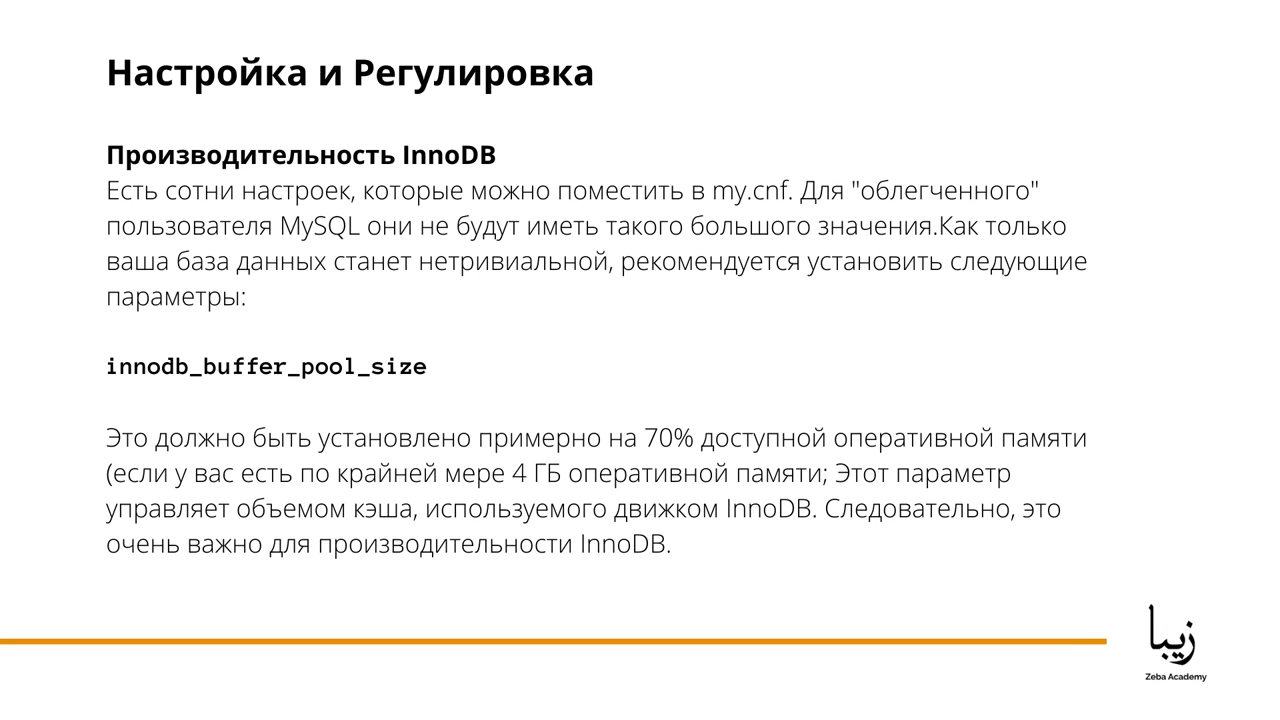 Настройка и Регулировка
Производительность InnoDB
Есть сотни настроек, которые можно поместить в my.cnf. Для "облегченного"
пользователя MySQL они не будут иметь такого большого значения.Как только
ваша база данных станет нетривиальной, рекомендуется установить следующие
параметры:
innodb_buffer_pool_size
Это должно быть установлено примерно на 70% доступной оперативной памяти
(если у вас есть по крайней мере 4 ГБ оперативной памяти; Этот параметр
управляет объемом кэша, используемого движком InnoDB. Следовательно, это
очень важно для производительности InnoDB.
زيبا
Zeba Academy